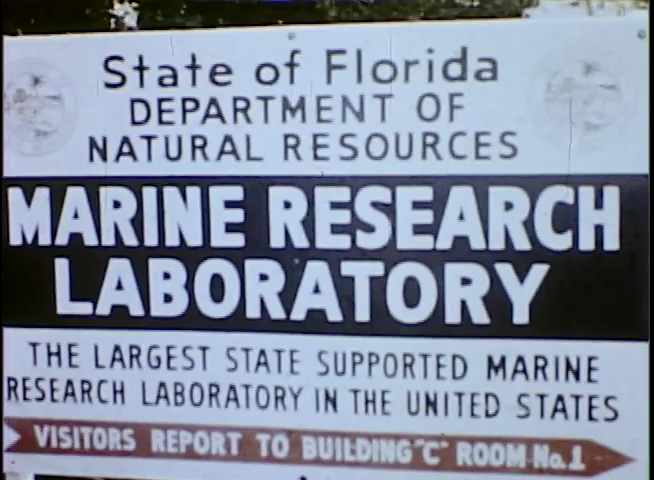 State of Florida
DEPARTMENT OF
NATURAL RESOURCES
MARINE RESEARCH
LABORATORY
THE LARGEST STATE SUPPORTED MARINE
RESEARCH LABORATORY IN THE UNITED STATES
VISITORS REPORT TO BUILDING "C" ROOM No. 1